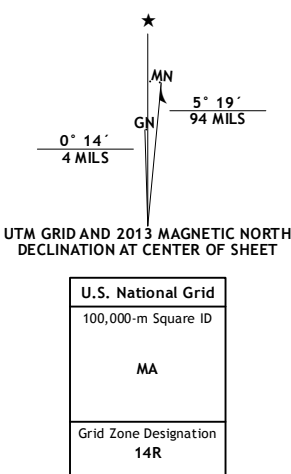 MN
GN
5° 19´
94 MILS
0° 14´
4 MILS
UTM GRID AND 2013 MAGNETIC NORTH
DECLINATION AT CENTER OF SHEET
U.S. National Grid
100,000-m Square ID
MA
Grid Zone Designation
14R